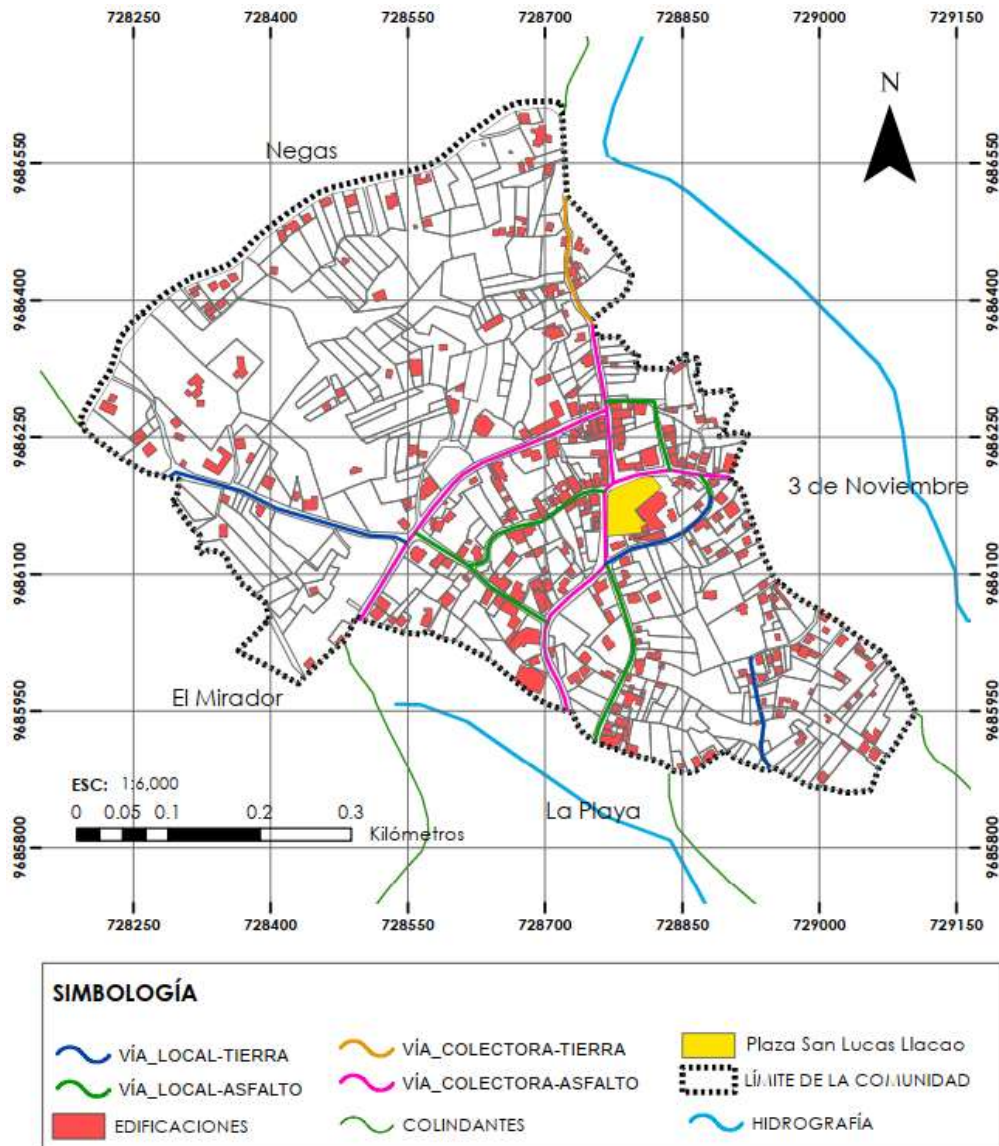 728250 728400 728550 728700 728850 729000 729150
N
Negas
9686550 9686550
9686400 9686400
9686250 9686250
3 de Noviembre
9686100 9686100
El Mirador
9685950 9685950
ESC: 1:6,000
0 0.05 0.1 0.2 0.3
Kilómetros
La Playa
9685800 9685800
728250 728400 728550 728700 728850 729000 729150
SIMBOLOGÍA
VÍA_LOCAL-TIERRA VÍA_COLECTORA-TIERRA Plaza San Lucas Llacao
VÍA_LOCAL-ASFALTO VÍA_COLECTORA-ASFALTO LÍMITE DE LA COMUNIDAD
EDIFICACIONES COLINDANTES HIDROGRAFÍA